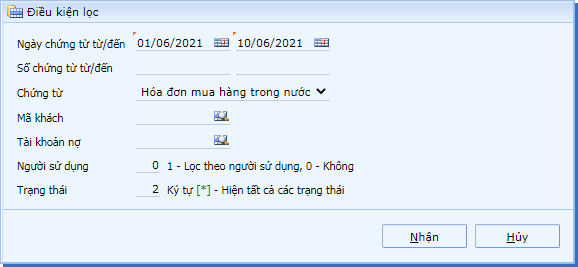 Điều kiện lọc
Ngày chứng từ từ/đến 01/06/2021 10/06/2021
Số chứng từ từ/đến
Chứng từ Hóa đơn mua hàng trong nước
Mã khách
Tài khoản nợ
Người sử dụng 0 1 - Lọc theo người sử dụng, 0 - Không
Trạng thái 2 Ký tự [*] - Hiện tất cả các trạng thái
Nhận Hủy